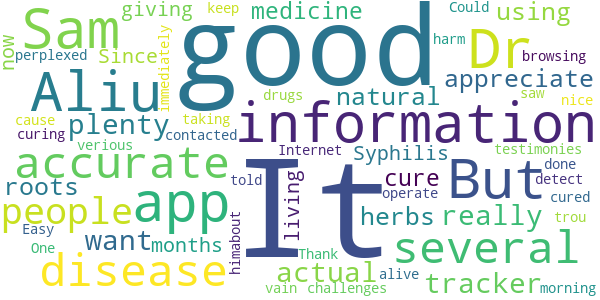 giving medicine good keep Could using
now Sam Since harm Dr browsing
perplexed immediately drugs saw appreciate nice
Aliu natural
cause taking information
plenty contacted testimonies
curing verious Internet Syphilis But done
accurate told cure detect
roots living operate cured
people app It herbs really trou
Easy himabout several
want months Thank
One actual tracker
disease vain challenges alive morning